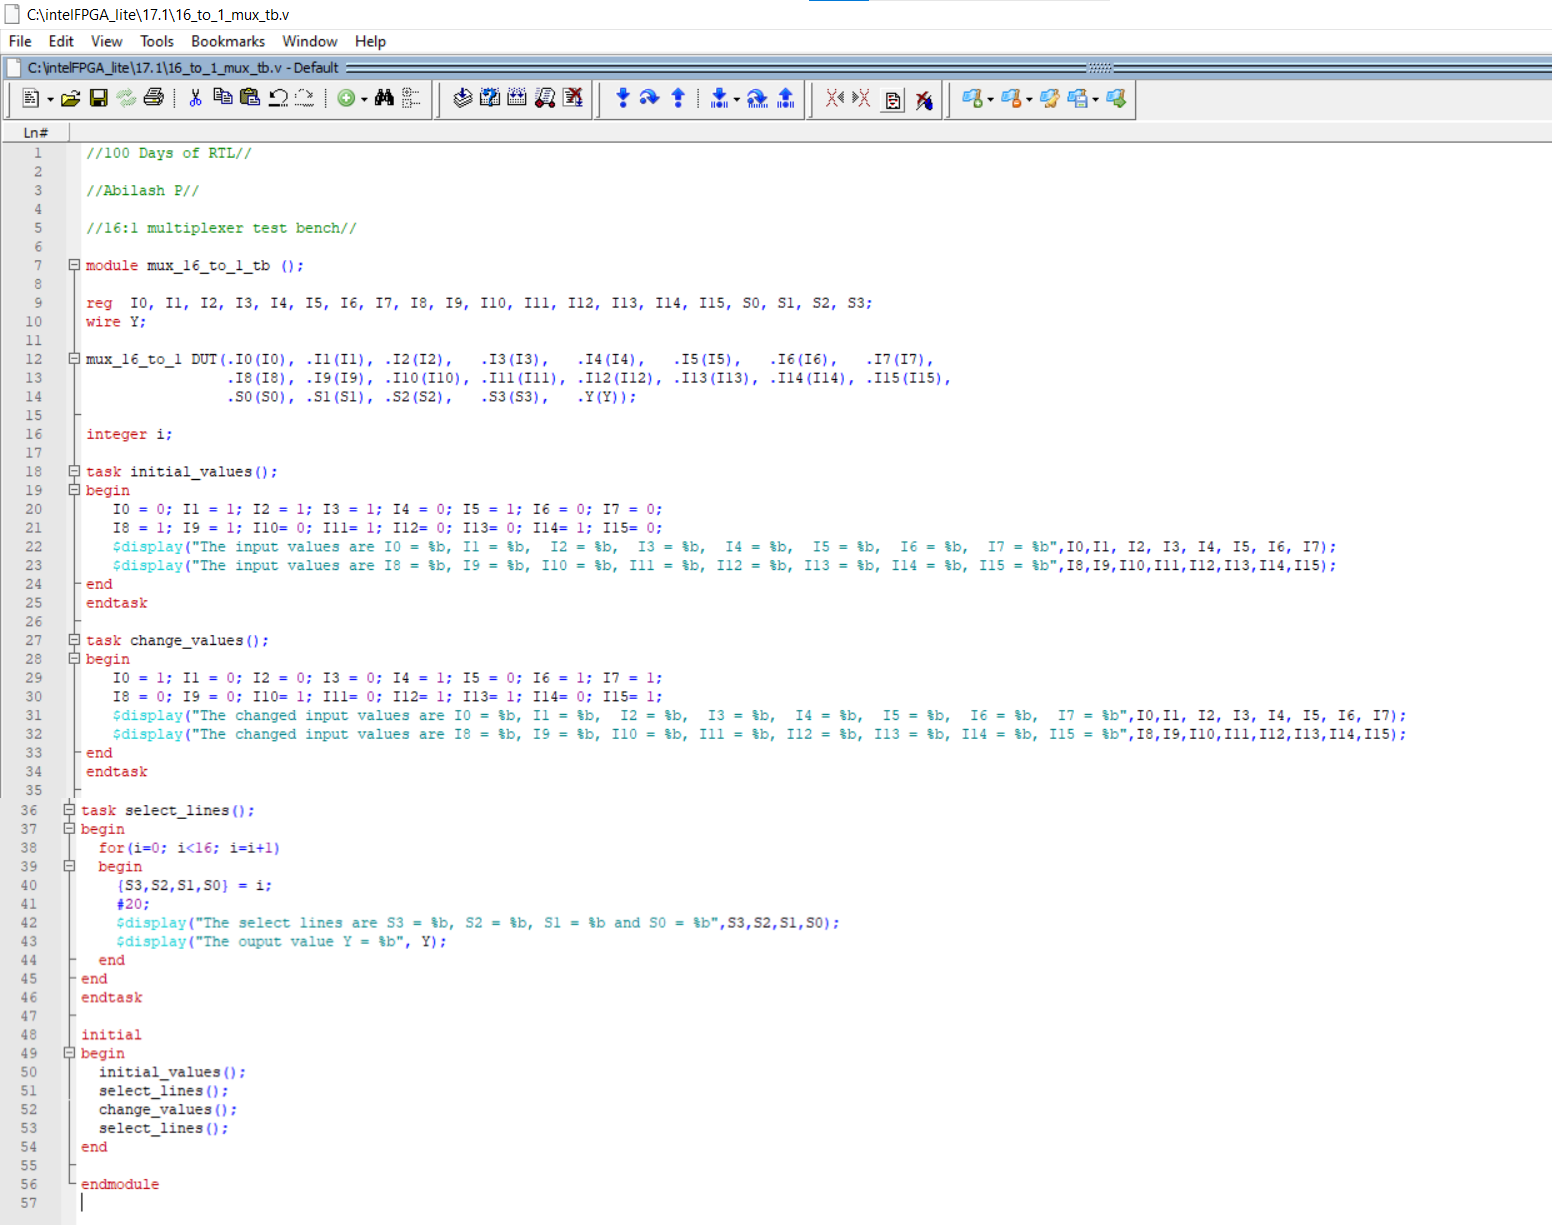 C:\intelFPGA_lite\17.1\16_to_1_mux_tb.v
File Edit View Tools Bookmarks Window Help
C:\intelFPGA_lite\17.1\16_to_1_mux_tb.v - Default
Ln#
1 //100 Days of RTL//
2
3 //Abilash P//
4
5 //16:1 multiplexer test bench//
6
7 module mux_16_to_1_tb ();
8
9 reg  I0, I1, I2, I3, I4, I5, I6, I7, I8, I9, I10, I11, I12, I13, I14, I15, S0, S1, S2, S3;
10 wire Y;
11
12 mux_16_to_1 DUT(.I0(I0), .I1(I1), .I2(I2),   .I3(I3),   .I4(I4),   .I5(I5),   .I6(I6),   .I7(I7),
13                 .I8(I8), .I9(I9), .I10(I10), .I11(I11), .I12(I12), .I13(I13), .I14(I14), .I15(I15),
14                 .S0(S0), .S1(S1), .S2(S2),   .S3(S3),   .Y(Y));
15
16 integer i;
17
18 task initial_values();
19 begin
20    I0 = 0; I1 = 1; I2 = 1; I3 = 1; I4 = 0; I5 = 1; I6 = 0; I7 = 0;
21    I8 = 1; I9 = 1; I10= 0; I11= 1; I12= 0; I13= 0; I14= 1; I15= 0;
22    $display("The input values are I0 = %b, I1 = %b,  I2 = %b,  I3 = %b,  I4 = %b,  I5 = %b,  I6 = %b,  I7 = %b",I0,I1, I2, I3, I4, I5, I6, I7);
23    $display("The input values are I8 = %b, I9 = %b, I10 = %b, I11 = %b, I12 = %b, I13 = %b, I14 = %b, I15 = %b",I8,I9,I10,I11,I12,I13,I14,I15);
24 end
25 endtask
26
27 task change_values();
28 begin
29    I0 = 1; I1 = 0; I2 = 0; I3 = 0; I4 = 1; I5 = 0; I6 = 1; I7 = 1;
30    I8 = 0; I9 = 0; I10= 1; I11= 0; I12= 1; I13= 1; I14= 0; I15= 1;
31    $display("The changed input values are I0 = %b, I1 = %b,  I2 = %b,  I3 = %b,  I4 = %b,  I5 = %b,  I6 = %b,  I7 = %b",I0,I1, I2, I3, I4, I5, I6, I7);
32    $display("The changed input values are I8 = %b, I9 = %b, I10 = %b, I11 = %b, I12 = %b, I13 = %b, I14 = %b, I15 = %b",I8,I9,I10,I11,I12,I13,I14,I15);
33 end
34 endtask
35
36 task select_lines();
37 begin
38   for(i=0; i<16; i=i+1)
39   begin
40     {S3,S2,S1,S0} = i;
41     #20;
42     $display("The select lines are S3 = %b, S2 = %b, S1 = %b and S0 = %b",S3,S2,S1,S0);
43     $display("The ouput value Y = %b", Y);
44   end
45 end
46 endtask
47
48 initial
49 begin
50   initial_values();
51   select_lines();
52   change_values();
53   select_lines();
54 end
55
56 endmodule
57